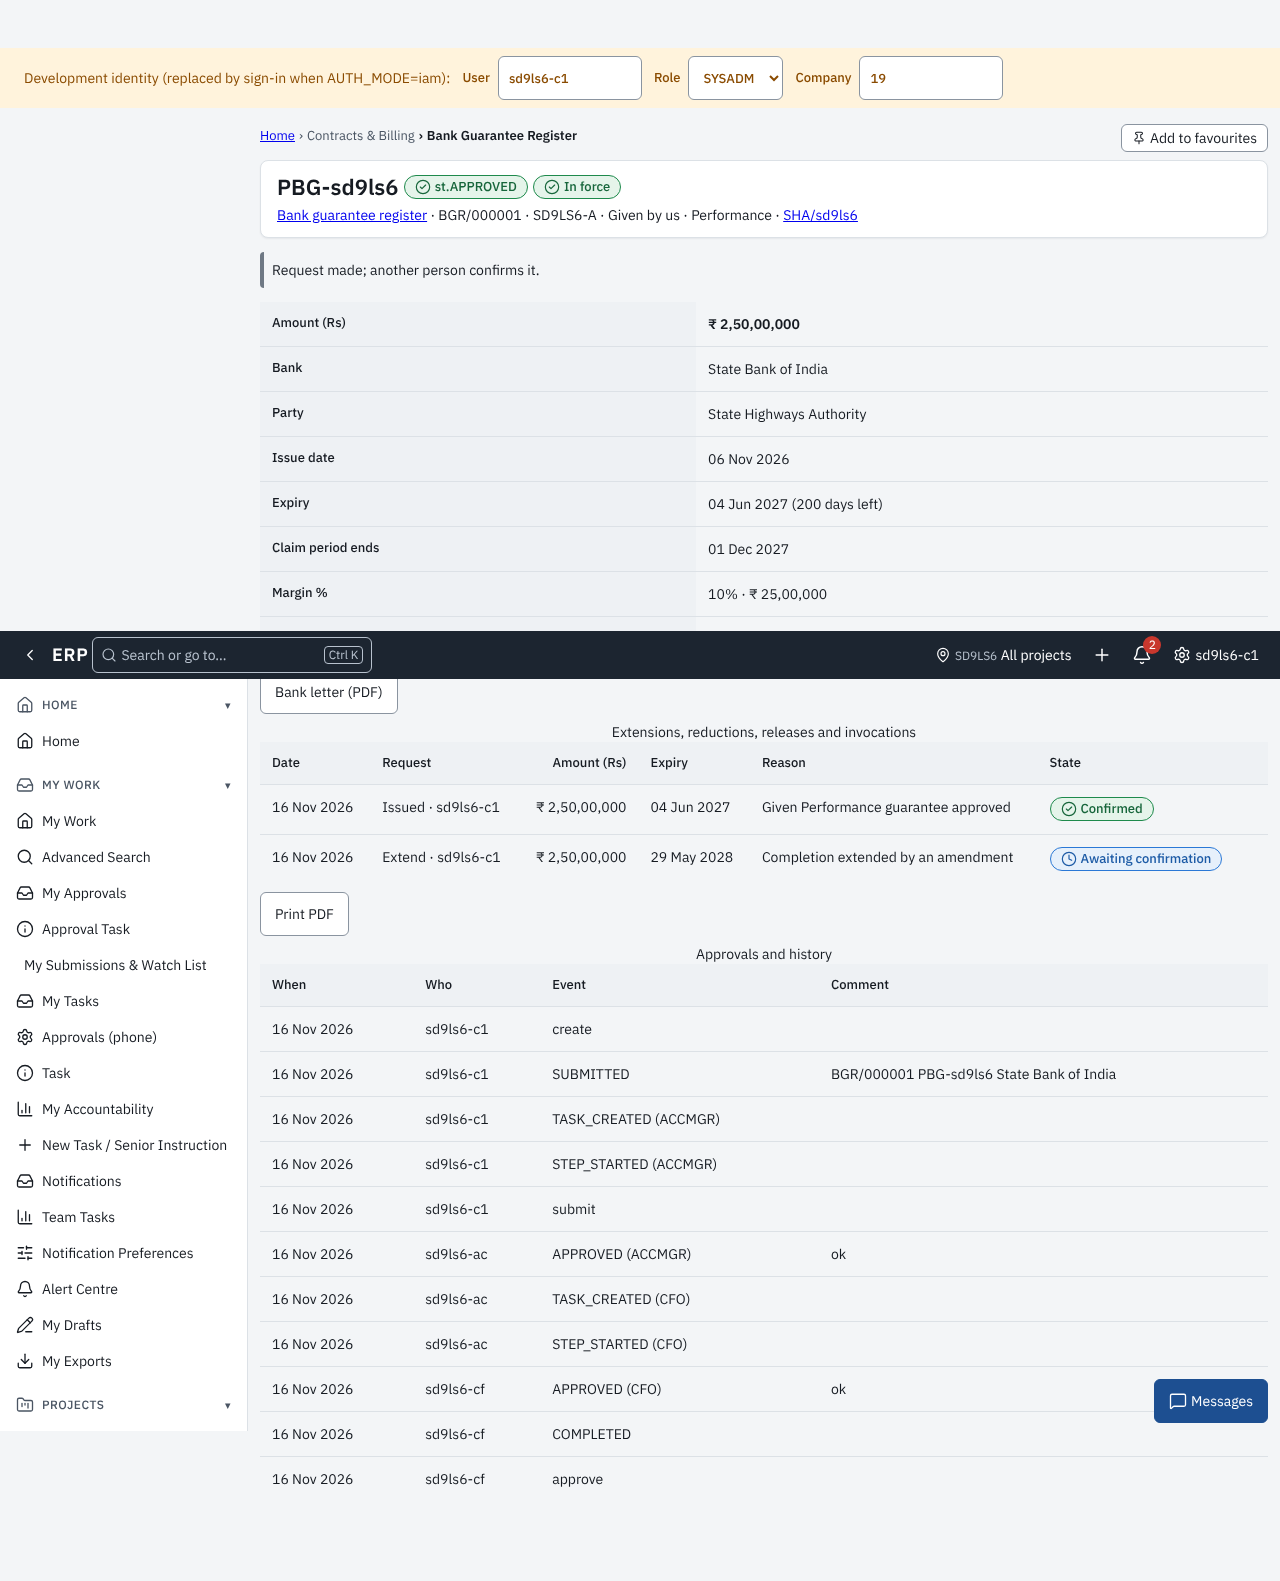 Development identity (replaced by sign-in when AUTH_MODE=iam): User sd9ls6-c1 Role SYSADM Company 19
Home › Contracts & Billing › Bank Guarantee Register
Add to favourites
PBG-sd9ls6 st.APPROVED In force
Bank guarantee register · BGR/000001 · SD9LS6-A · Given by us · Performance · SHA/sd9ls6
Request made; another person confirms it.
Amount (Rs) ₹ 2,50,00,000
Bank State Bank of India
Party State Highways Authority
Issue date 06 Nov 2026
Expiry 04 Jun 2027 (200 days left)
Claim period ends 01 Dec 2027
Margin % 10% · ₹ 25,00,000
ERP Search or go to... Ctrl K SD9LS6 All projects 2 sd9ls6-c1
HOME
Home
MY WORK
My Work
Advanced Search
My Approvals
Approval Task
My Submissions & Watch List
My Tasks
Approvals (phone)
Task
My Accountability
New Task / Senior Instruction
Notifications
Team Tasks
Notification Preferences
Alert Centre
My Drafts
My Exports
PROJECTS
Bank letter (PDF)
Extensions, reductions, releases and invocations
Date Request Amount (Rs) Expiry Reason State
16 Nov 2026 Issued · sd9ls6-c1 ₹ 2,50,00,000 04 Jun 2027 Given Performance guarantee approved Confirmed
16 Nov 2026 Extend · sd9ls6-c1 ₹ 2,50,00,000 29 May 2028 Completion extended by an amendment Awaiting confirmation
Print PDF
Approvals and history
When Who Event Comment
16 Nov 2026 sd9ls6-c1 create
16 Nov 2026 sd9ls6-c1 SUBMITTED BGR/000001 PBG-sd9ls6 State Bank of India
16 Nov 2026 sd9ls6-c1 TASK_CREATED (ACCMGR)
16 Nov 2026 sd9ls6-c1 STEP_STARTED (ACCMGR)
16 Nov 2026 sd9ls6-c1 submit
16 Nov 2026 sd9ls6-ac APPROVED (ACCMGR) ok
16 Nov 2026 sd9ls6-ac TASK_CREATED (CFO)
16 Nov 2026 sd9ls6-ac STEP_STARTED (CFO)
16 Nov 2026 sd9ls6-cf APPROVED (CFO) ok
16 Nov 2026 sd9ls6-cf COMPLETED
16 Nov 2026 sd9ls6-cf approve
Messages